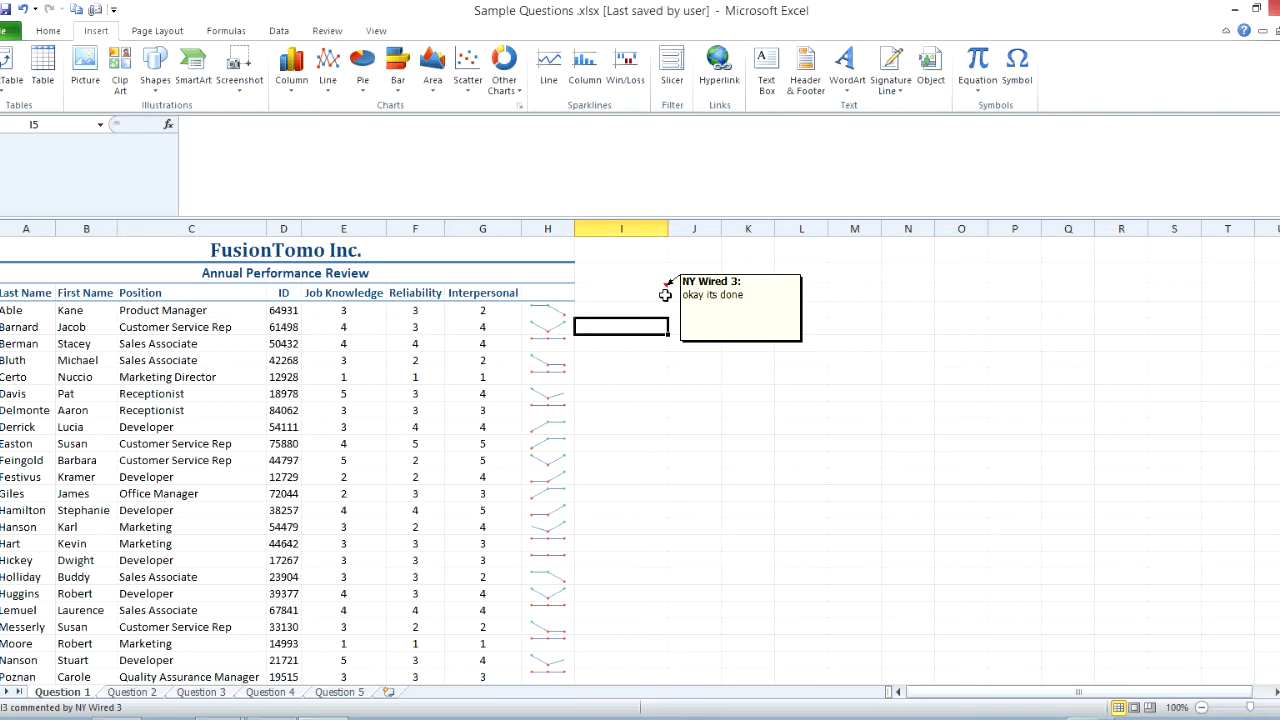 Sample Questions .xlsx [Last saved by user] - Microsoft Excel
Home Insert Page Layout Formulas Data Review View
Table Picture Clip Art Shapes SmartArt Screenshot Column Line Pie Bar Area Scatter Other Charts Line Column Win/Loss Slicer Hyperlink Text Box Header & Footer WordArt Signature Line Object Equation Symbol
Illustrations Charts Sparklines Filter Links Text Symbols
I5 fx
A B C D E F G H I J K L M N O P Q R S T
FusionTomo Inc.
Annual Performance Review
NY Wired 3:
okay its done
Last Name First Name Position ID Job Knowledge Reliability Interpersonal
Able Kane Product Manager 64931 3 3 2
Barnard Jacob Customer Service Rep 61498 4 3 4
Berman Stacey Sales Associate 50432 4 4 4
Bluth Michael Sales Associate 42268 3 2 2
Certo Nuccio Marketing Director 12928 1 1 1
Davis Pat Receptionist 18978 5 3 4
Delmonte Aaron Receptionist 84062 3 3 3
Derrick Lucia Developer 54111 3 4 4
Easton Susan Customer Service Rep 75880 4 5 5
Feingold Barbara Customer Service Rep 44797 5 2 5
Festivus Kramer Developer 12729 2 2 4
Giles James Office Manager 72044 2 3 3
Hamilton Stephanie Developer 38257 4 4 5
Hanson Karl Marketing 54479 3 2 4
Hart Kevin Marketing 44642 3 3 3
Hickey Dwight Developer 17267 3 3 3
Holliday Buddy Sales Associate 23904 3 3 2
Huggins Robert Developer 39377 4 3 4
Lemuel Laurence Sales Associate 67841 4 4 4
Messerly Susan Customer Service Rep 33130 3 2 2
Moore Robert Marketing 14993 1 1 1
Nanson Stuart Developer 21721 5 3 4
Poznan Carole Quality Assurance Manager 19515 3 3 3
Question 1 Question 2 Question 3 Question 4 Question 5
I3 commented by NY Wired 3 100%